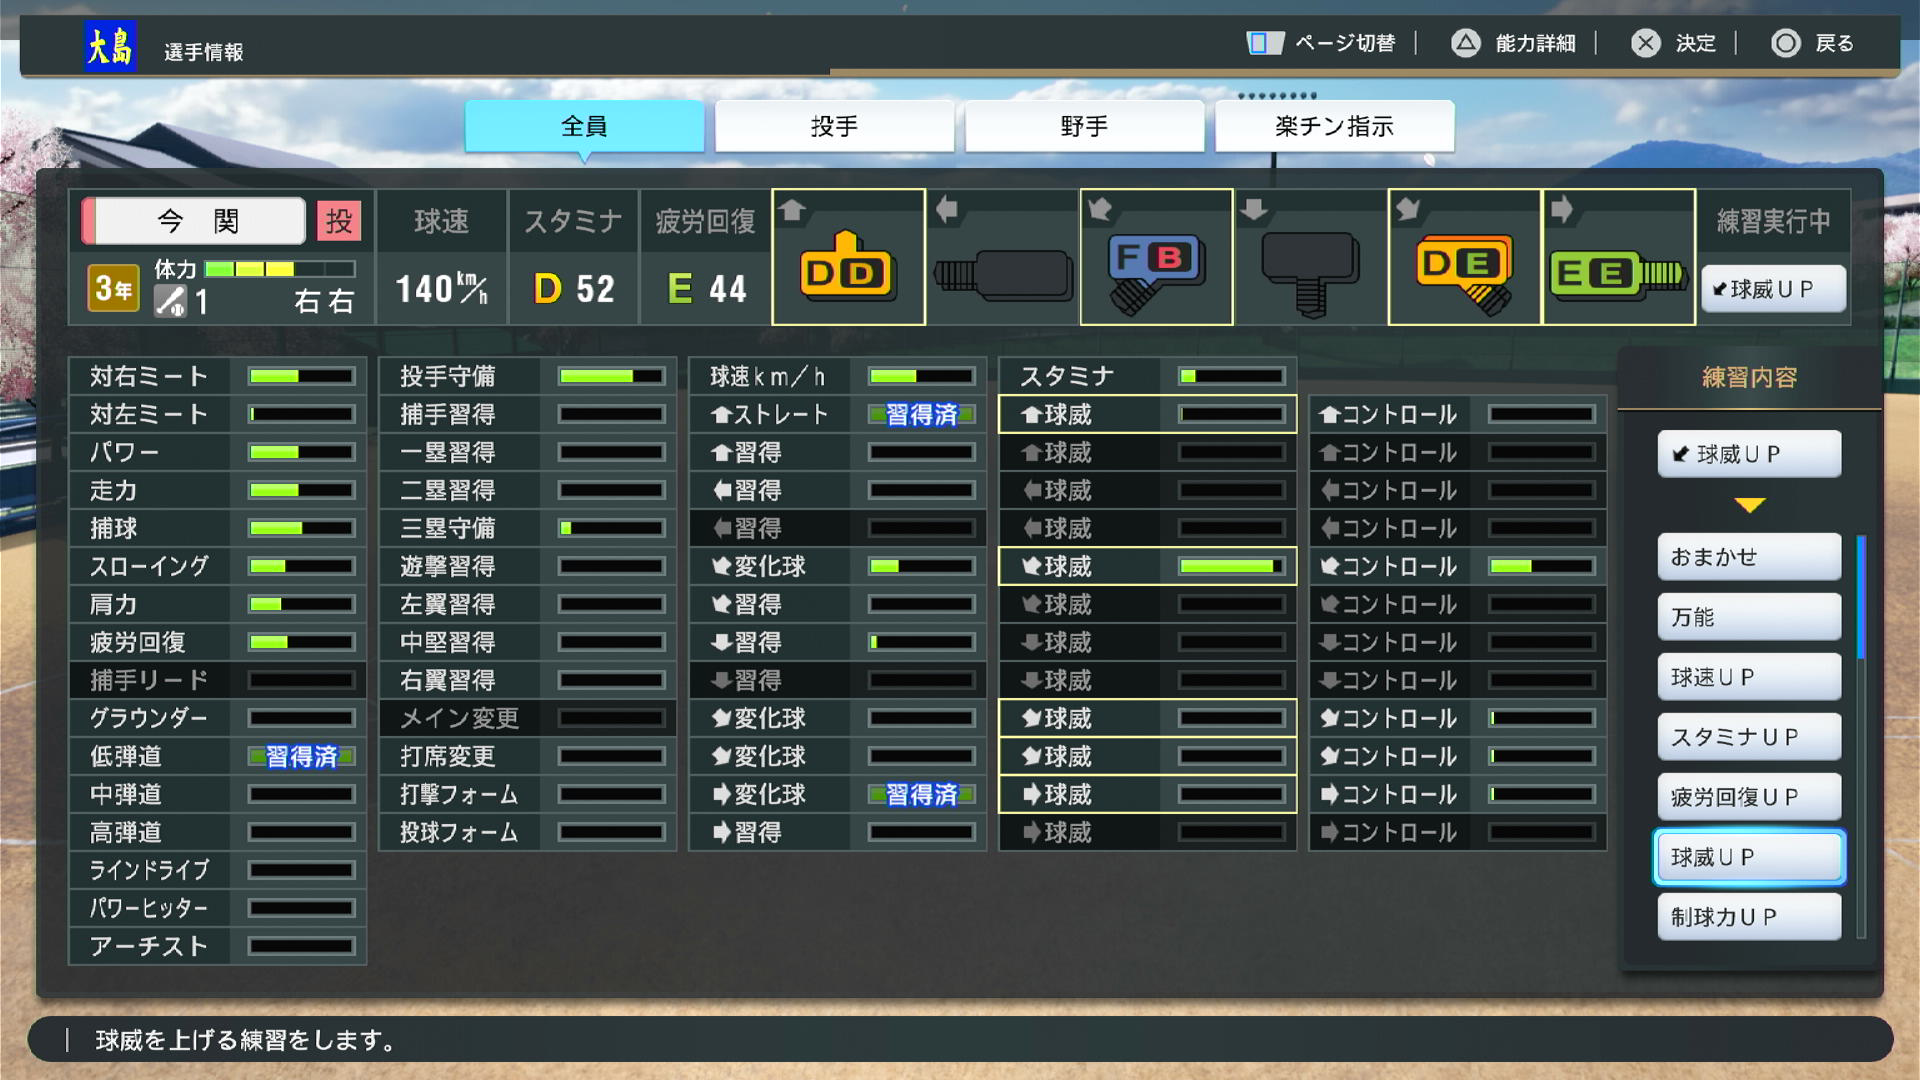 大島 選手情報 ページ切替 能力詳細 決定 戻る
全員 投手 野手 楽チン指示
今 関 投 球速 スタミナ 疲労回復 練習実行中
3年 体力 1 右 右 140km/h D 52 E 44 D D F B D E E E ↙球威UP
対右ミート 投手守備 球速km/h スタミナ 練習内容
対左ミート 捕手習得 ⬆ストレート 習得済 ⬆球威 ⬆コントロール
パワー 一塁習得 ⬆習得 ⬆球威 ⬆コントロール ↙球威UP
走力 二塁習得 ⬅習得 ⬅球威 ⬅コントロール
捕球 三塁守備 ⬅習得 ⬅球威 ⬅コントロール
スローイング 遊撃習得 ↙変化球 ↙球威 ↙コントロール おまかせ
肩力 左翼習得 ↙習得 ↙球威 ↙コントロール 万能
疲労回復 中堅習得 ⬇習得 ⬇球威 ⬇コントロール
捕手リード 右翼習得 ⬇習得 ⬇球威 ⬇コントロール 球速UP
グラウンダー メイン変更 ↘変化球 ↘球威 ↘コントロール スタミナUP
低弾道 習得済 打席変更 ↘変化球 ↘球威 ↘コントロール
中弾道 打撃フォーム ➡変化球 習得済 ➡球威 ➡コントロール 疲労回復UP
高弾道 投球フォーム ➡習得 ➡球威 ➡コントロール
ラインドライブ 球威UP
パワーヒッター 制球力UP
アーチスト
球威を上げる練習をします。